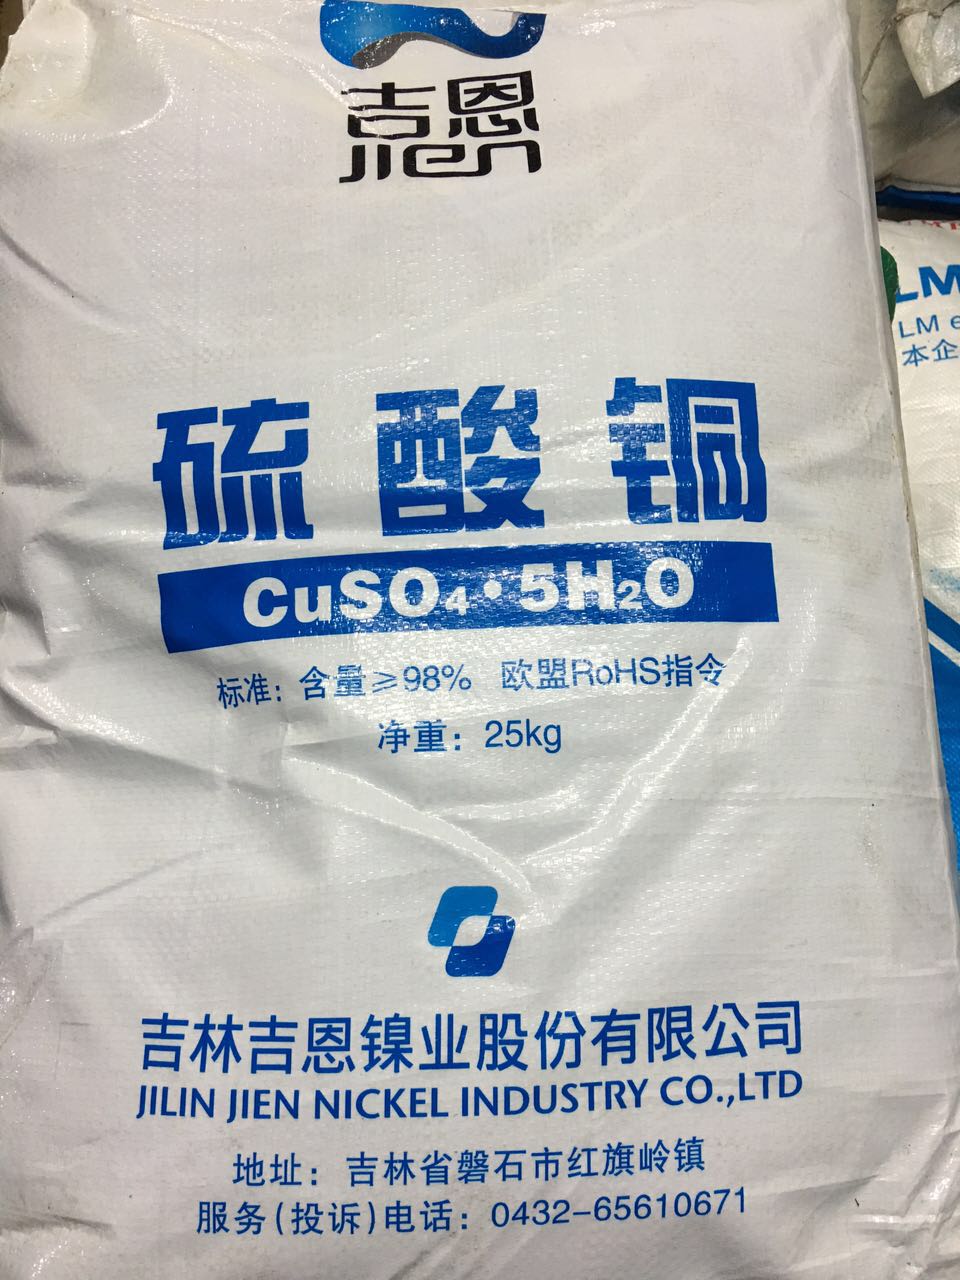 吉恩
jien
硫酸铜
CuSO₄·5H₂O
标准：含量≥98% 欧盟RoHS指令
净重：25kg
吉林吉恩镍业股份有限公司
JILIN JIEN NICKEL INDUSTRY CO.,LTD
地址：吉林省磐石市红旗岭镇
服务(投诉)电话：0432-65610671
LM
LM
本企